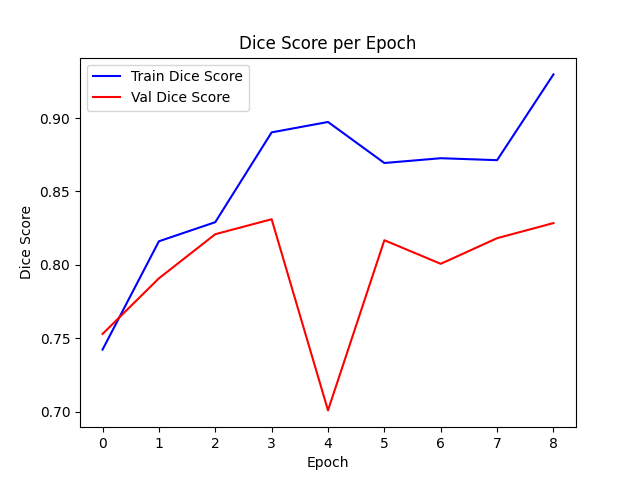 Dice Score per Epoch
Train Dice Score
Val Dice Score
Dice Score
0.90
0.85
0.80
0.75
0.70
0 1 2 3 4 5 6 7 8
Epoch